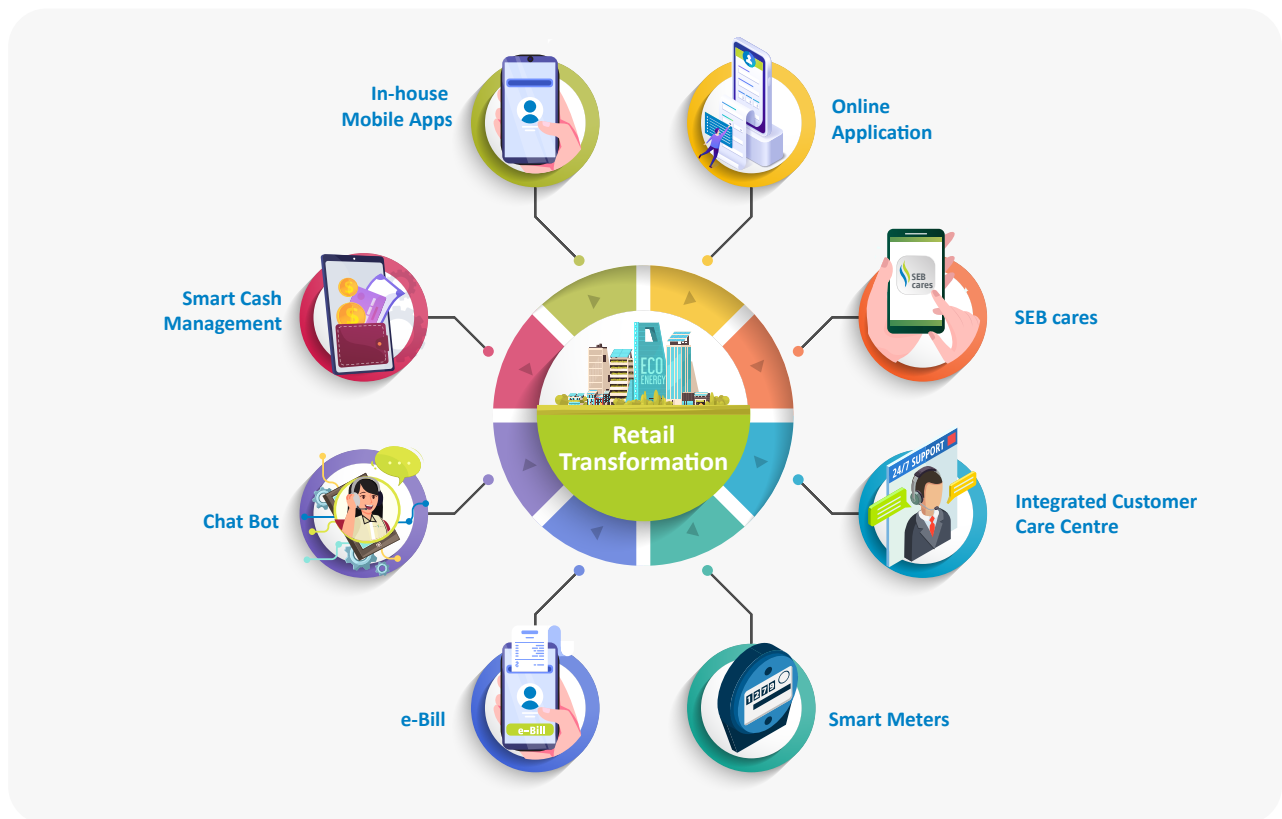 In-house
Mobile Apps
Online
Application
SEB
cares
Smart Cash
Management
SEB cares
ECO
ENERGY
Retail
Transformation
24/7 SUPPORT
Chat Bot
Integrated Customer
Care Centre
e-Bill
e-Bill
Smart Meters